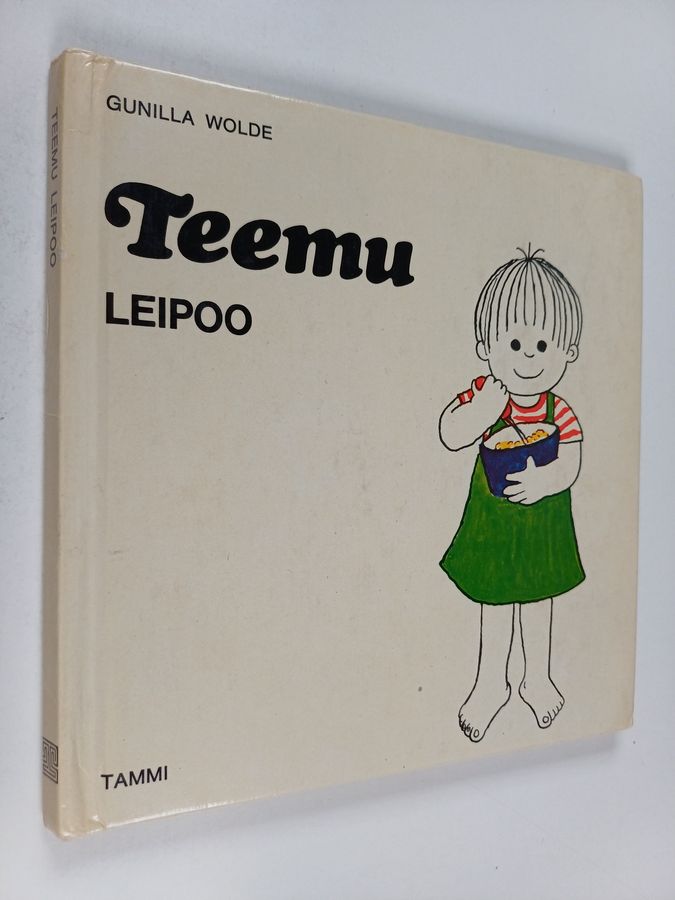 GUNILLA WOLDE
Teemu
LEIPOO
TAMMI
TEEMU LEIPOO